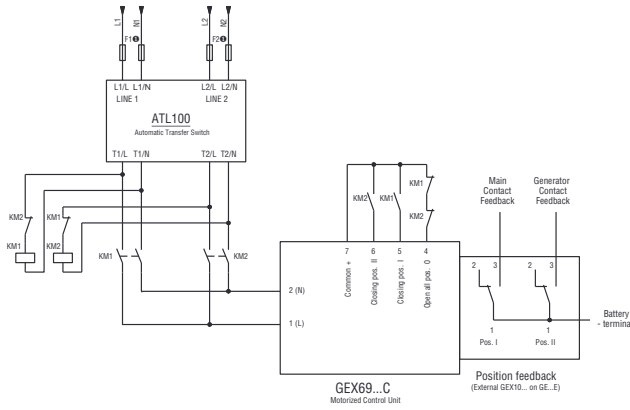 L1
N1
L2
N2
F1❶
F2❶
L1/L L1/N
L2/L L2/N
LINE 1
LINE 2
ATL100
Automatic Transfer Switch
T1/L T1/N
T2/L T2/N
KM2
KM1
KM1
KM2
KM1
KM2
KM2
KM1
KM1
KM2
Main
Contact
Feedback
Generator
Contact
Feedback
7
6
5
4
Common +
Closing pos. II
Closing pos. I
Open all pos. 0
2 (N)
1 (L)
2
3
2
3
1
Pos. I
1
Pos. II
Battery
- termina
GEX69...C
Motorized Control Unit
Position feedback
(External GEX10... on GE...E)